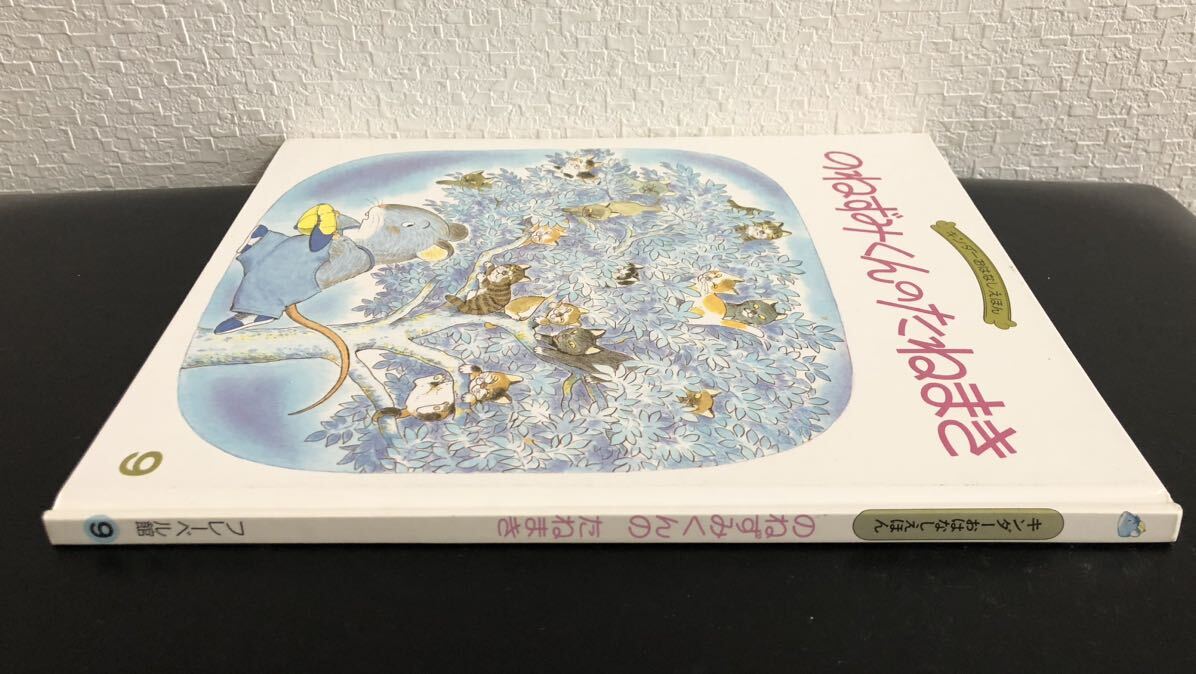 キンダーおはなしえほん
のねずみくんのたねまき
9
キンダーおはなしえほん
のねずみくんの たねまき
フレーベル館
9